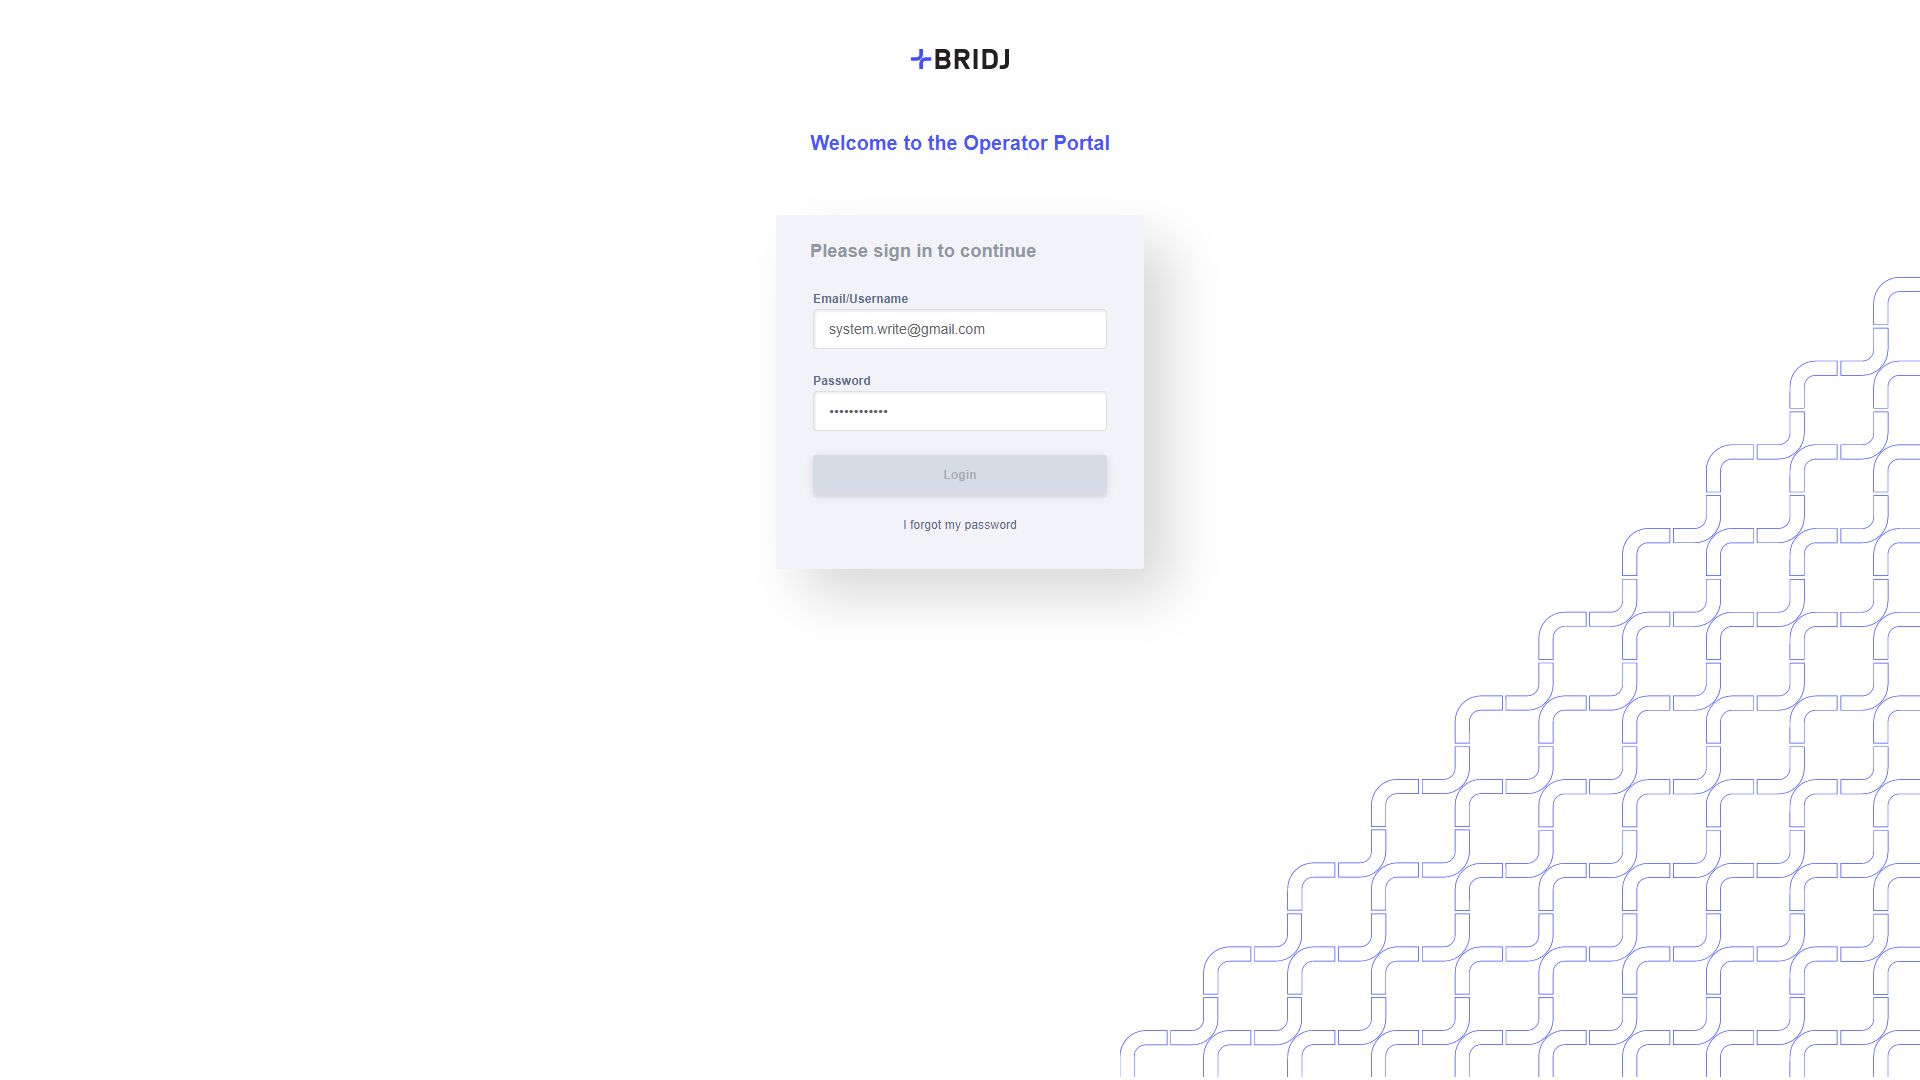 BRIDJ
Welcome to the Operator Portal
Please sign in to continue
Email/Username
system.write@gmail.com
Password
••••••••••••
Login
I forgot my password